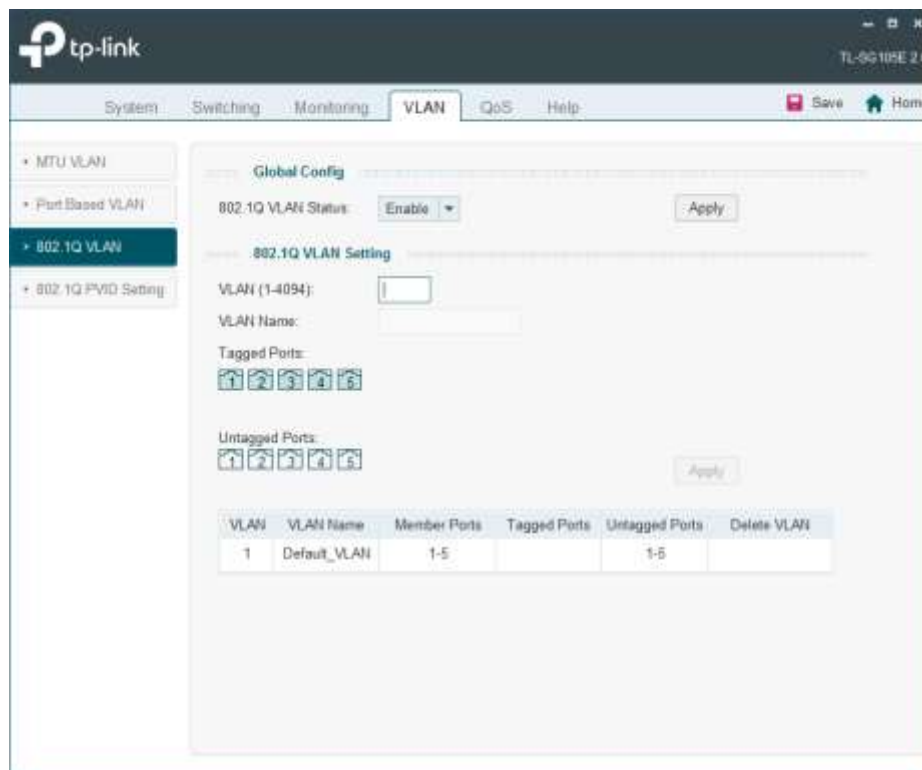 tp-link
TL-SG105E 2.
System Switching Monitoring VLAN QoS Help Save Hom
MTU VLAN
Port Based VLAN
802.1Q VLAN
802.1Q PVID Setting
Global Config
802.1Q VLAN Status: Enable Apply
802.1Q VLAN Setting
VLAN (1-4094):
VLAN Name:
Tagged Ports:
1 2 3 4 5
Untagged Ports:
1 2 3 4 5
Apply
VLAN VLAN Name Member Ports Tagged Ports Untagged Ports Delete VLAN
1 Default_VLAN 1-5 1-5